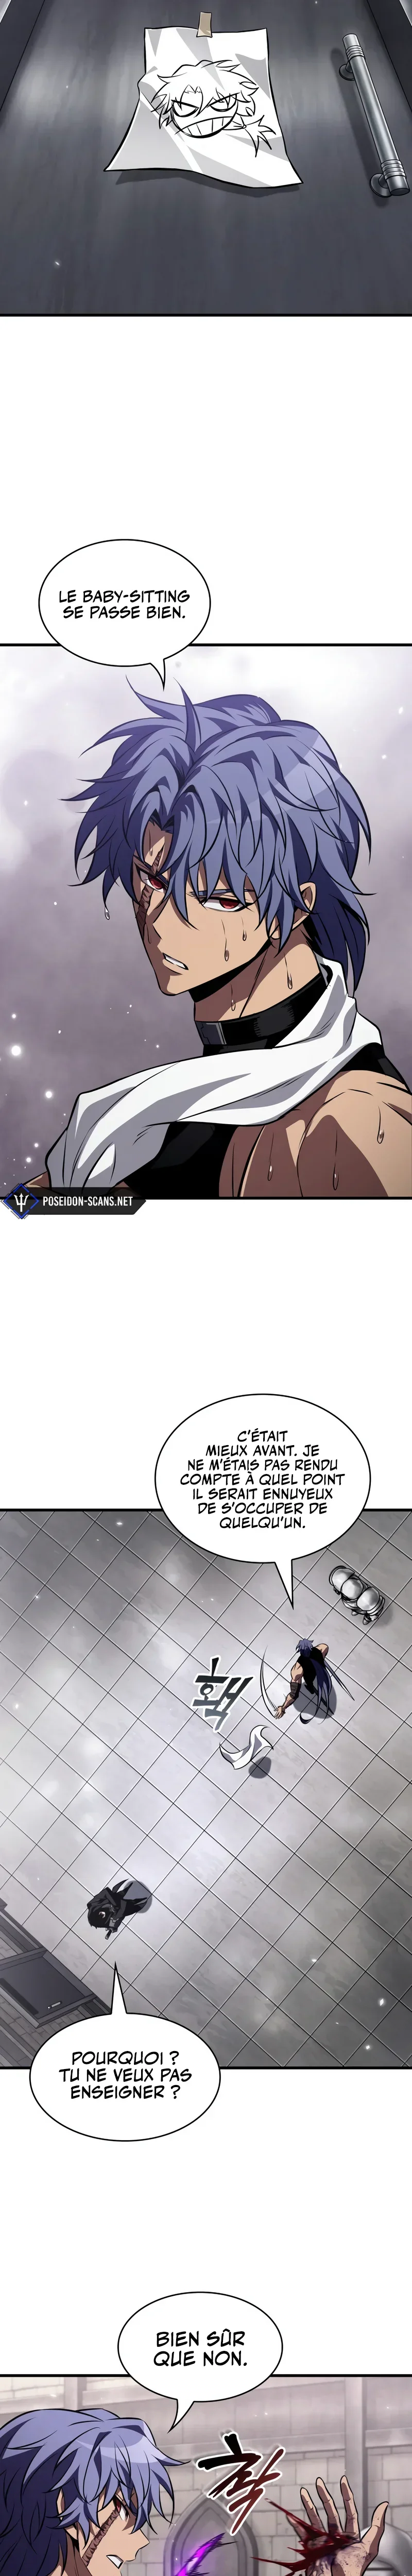 LE BABY-SITTING
SE PASSE BIEN.
POSEIDON-SCANS.NET
C'ÉTAIT
MIEUX AVANT. JE
NE M'ÉTAIS PAS RENDU
COMPTE À QUEL POINT
IL SERAIT ENNUYEUX
DE S'OCCUPER DE
QUELQU'UN.
휙
POURQUOI ?
TU NE VEUX PAS
ENSEIGNER ?
BIEN SÛR
QUE NON.